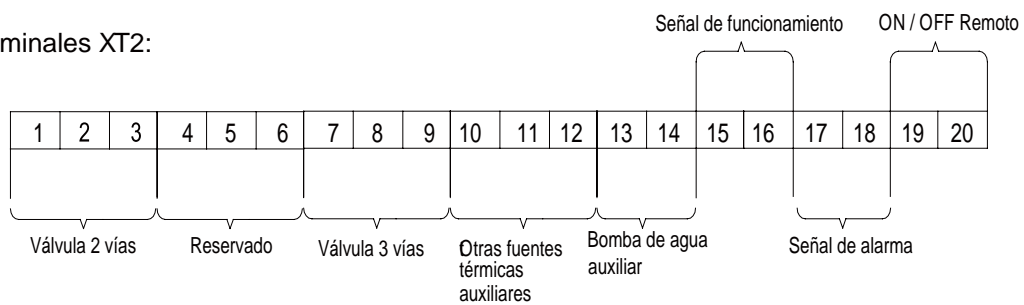 Señal de funcionamiento ON / OFF Remoto
minales XT2:
1 2 3 4 5 6 7 8 9 10 11 12 13 14 15 16 17 18 19 20
Válvula 2 vías Reservado Válvula 3 vías Otras fuentes térmicas auxiliares Bomba de agua auxiliar Señal de alarma